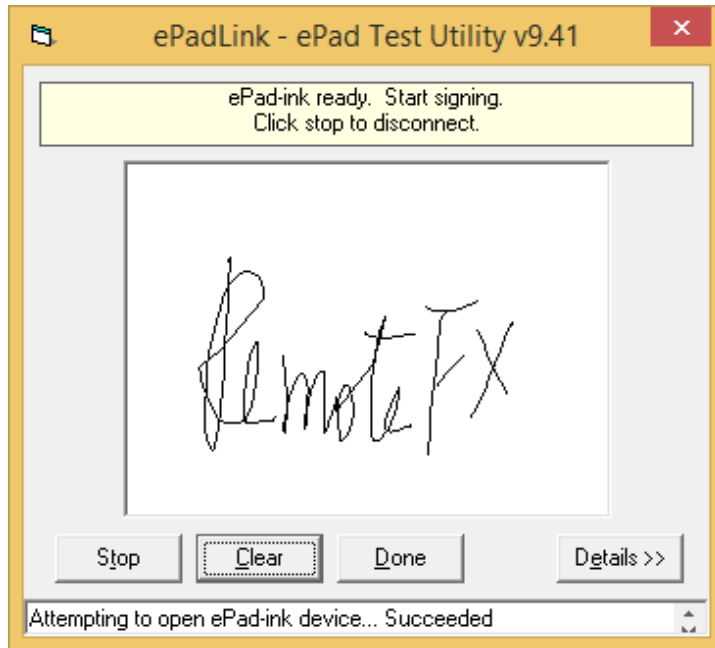 ePadLink - ePad Test Utility v9.41
ePad-ink ready. Start signing.
Click stop to disconnect.
RemoteFX
Stop Clear Done Details >>
Attempting to open ePad-ink device... Succeeded